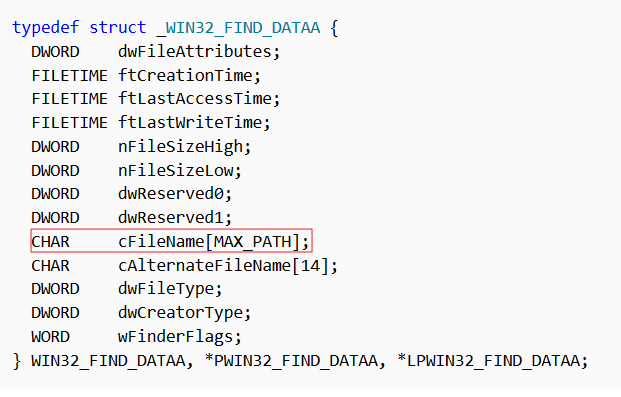 typedef struct _WIN32_FIND_DATAA {
  DWORD    dwFileAttributes;
  FILETIME ftCreationTime;
  FILETIME ftLastAccessTime;
  FILETIME ftLastWriteTime;
  DWORD    nFileSizeHigh;
  DWORD    nFileSizeLow;
  DWORD    dwReserved0;
  DWORD    dwReserved1;
  CHAR     cFileName[MAX_PATH];
  CHAR     cAlternateFileName[14];
  DWORD    dwFileType;
  DWORD    dwCreatorType;
  WORD     wFinderFlags;
} WIN32_FIND_DATAA, *PWIN32_FIND_DATAA, *LPWIN32_FIND_DATAA;